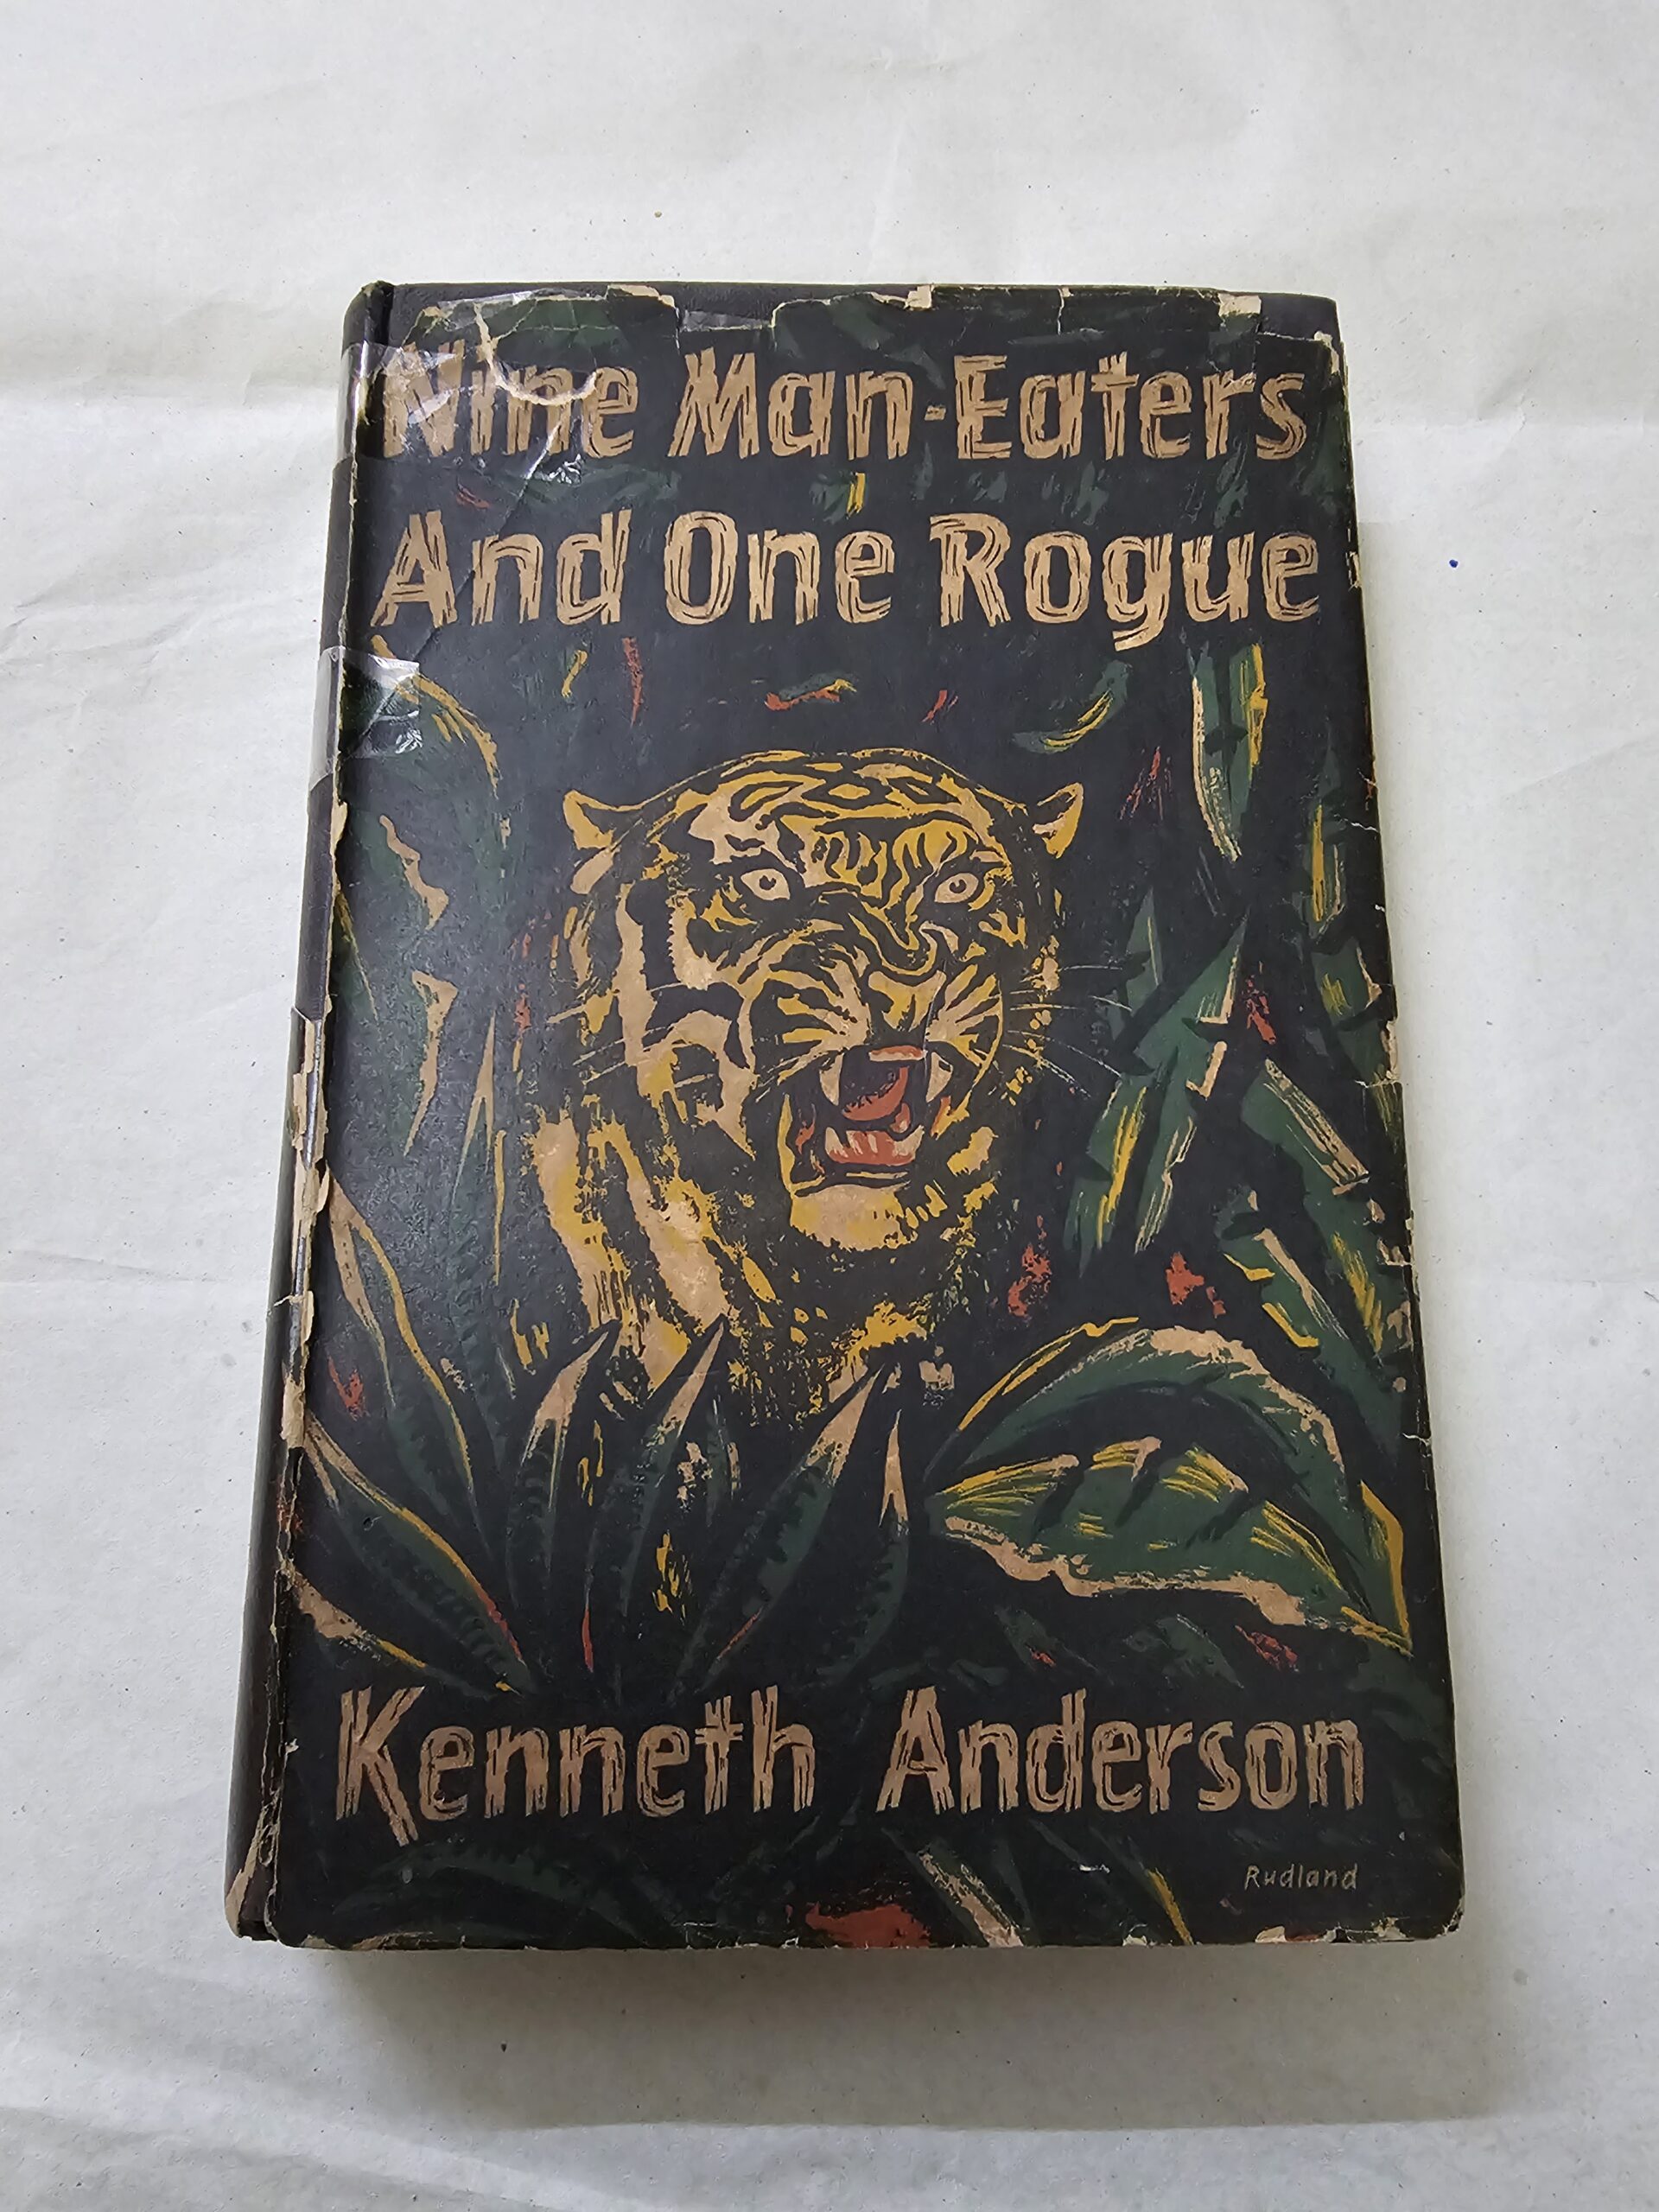 Nine Man-Eaters
And One Rogue
Kenneth Anderson
Rudland